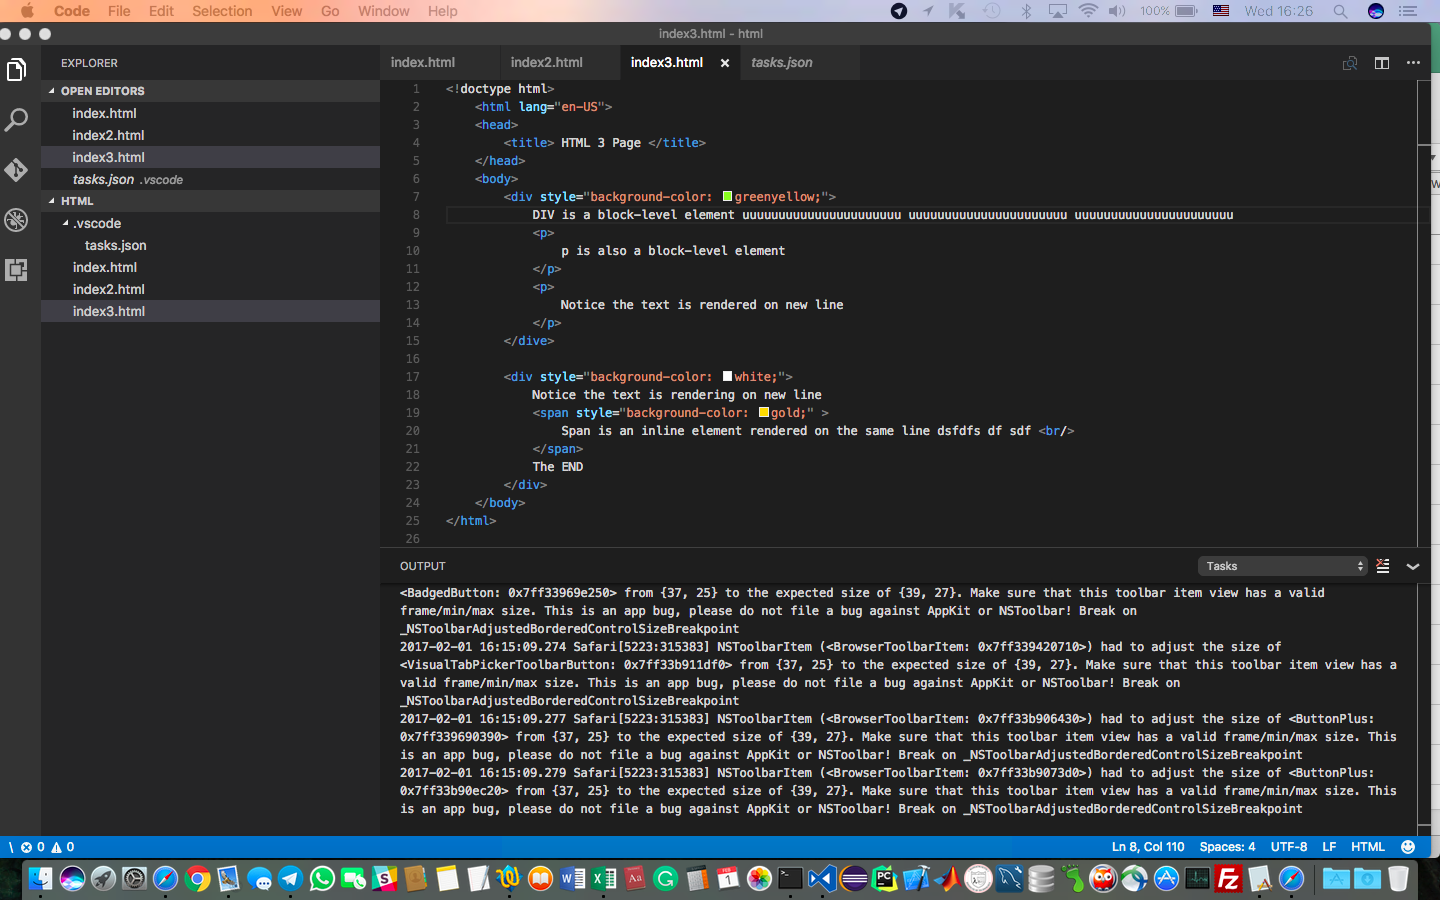 Code File Edit Selection View Go Window Help 100% Wed 16:26
index3.html - html
EXPLORER
OPEN EDITORS
index.html
index2.html
index3.html
tasks.json .vscode
HTML
.vscode
tasks.json
index.html
index2.html
index3.html
index.html index2.html index3.html × tasks.json
1 <!doctype html>
2 <html lang="en-US">
3 <head>
4 <title> HTML 3 Page </title>
5 </head>
6 <body>
7 <div style="background-color: greenyellow;">
8 DIV is a block-level element uuuuuuuuuuuuuuuuuuuuuu uuuuuuuuuuuuuuuuuuuuuu uuuuuuuuuuuuuuuuuuuuuu
9 <p>
10 p is also a block-level element
11 </p>
12 <p>
13 Notice the text is rendered on new line
14 </p>
15 </dive>
16
17 <div style="background-color: white;">
18 Notice the text is rendering on new line
19 <span style="background-color: gold;" >
20 Span is an inline element rendered on the same line dsfdfs df sdf <br/>
21 </span>
22 The END
23 </div>
24 </body>
25 </html>
26
OUTPUT Tasks
<BadgedButton: 0x7ff33969e250> from {37, 25} to the expected size of {39, 27}. Make sure that this toolbar item view has a valid
frame/min/max size. This is an app bug, please do not file a bug against AppKit or NSToolbar! Break on
_NSToolbarAdjustedBorderedControlSizeBreakpoint
2017-02-01 16:15:09.274 Safari[5223:315383] NSToolbarItem (<BrowserToolbarItem: 0x7ff339420710>) had to adjust the size of
<VisualTabPickerToolbarButton: 0x7ff33b911df0> from {37, 25} to the expected size of {39, 27}. Make sure that this toolbar item view has a
valid frame/min/max size. This is an app bug, please do not file a bug against AppKit or NSToolbar! Break on
_NSToolbarAdjustedBorderedControlSizeBreakpoint
2017-02-01 16:15:09.277 Safari[5223:315383] NSToolbarItem (<BrowserToolbarItem: 0x7ff33b906430>) had to adjust the size of <ButtonPlus:
0x7ff339690390> from {37, 25} to the expected size of {39, 27}. Make sure that this toolbar item view has a valid frame/min/max size. This
is an app bug, please do not file a bug against AppKit or NSToolbar! Break on _NSToolbarAdjustedBorderedControlSizeBreakpoint
2017-02-01 16:15:09.279 Safari[5223:315383] NSToolbarItem (<BrowserToolbarItem: 0x7ff33b9073d0>) had to adjust the size of <ButtonPlus:
0x7ff33b90ec20> from {37, 25} to the expected size of {39, 27}. Make sure that this toolbar item view has a valid frame/min/max size. This
is an app bug, please do not file a bug against AppKit or NSToolbar! Break on _NSToolbarAdjustedBorderedControlSizeBreakpoint
\ 0 0 Ln 8, Col 110 Spaces: 4 UTF-8 LF HTML